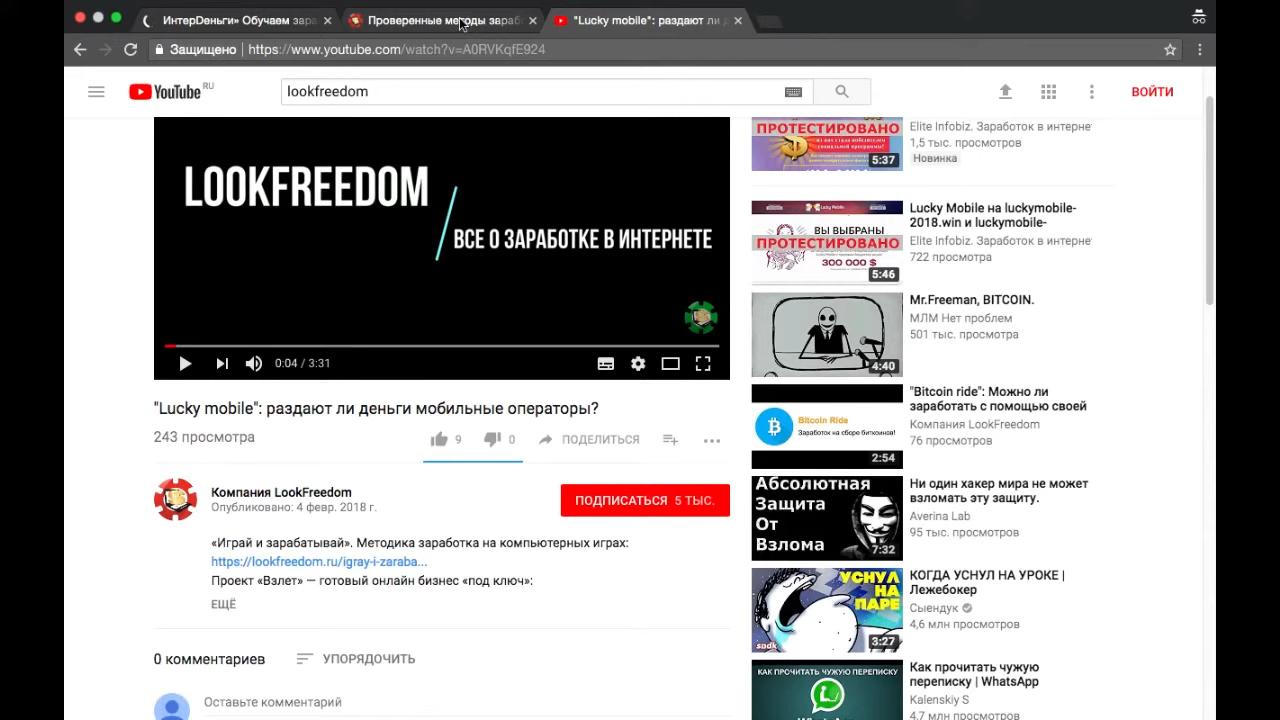 ИнтерDеньги» Обучаем зара
Проверенные методы зараб
"Lucky mobile": раздают ли д
Защищено
https://www.youtube.com/watch?v=A0RVKqfE924
YouTube RU
lookfreedom
ВОЙТИ
LOOKFREEDOM
ВСЕ О ЗАРАБОТКЕ В ИНТЕРНЕТЕ
0:04 / 3:31
"Lucky mobile": раздают ли деньги мобильные операторы?
243 просмотра
9
0
ПОДЕЛИТЬСЯ
Компания LookFreedom
Опубликовано: 4 февр. 2018 г.
ПОДПИСАТЬСЯ 5 ТЫС.
«Играй и зарабатывай». Методика заработка на компьютерных играх:
https://lookfreedom.ru/igray-i-zaraba...
Проект «Взлет» — готовый онлайн бизнес «под ключ»:
ЕЩЁ
0 комментариев
УПОРЯДОЧИТЬ
Оставьте комментарий
ПРОТЕСТИРОВАНО
5:37
Elite Infobiz. Заработок в интерне
1,5 тыс. просмотров
Новинка
Lucky Mobile
ВЫ ВЫБРАНЫ
ПРОТЕСТИРОВАНО
300 000 $
5:46
Lucky Mobile на luckymobile-
2018.win и luckymobile-
Elite Infobiz. Заработок в интерне
722 просмотра
4:40
Mr.Freeman, BITCOIN.
МЛМ Нет проблем
501 тыс. просмотра
Bitcoin Ride
Заработок на сборе биткоинов!
2:54
"Bitcoin ride": Можно ли
заработать с помощью своей
Компания LookFreedom
76 просмотров
Абсолютная
Защита
От
Взлома
7:32
Ни один хакер мира не может
взломать эту защиту.
Averina Lab
95 тыс. просмотров
УСНУЛ
НА
ПАРЕ
sndk
3:27
КОГДА УСНУЛ НА УРОКЕ |
Лежебокер
Сыендук
4,6 млн просмотров
КАК ПРОЧИТАТЬ ЧУЖУЮ
ПЕРЕПИСКУ
Как прочитать чужую
переписку | WhatsApp
Kalenskiy S
4,7 млн просмотров